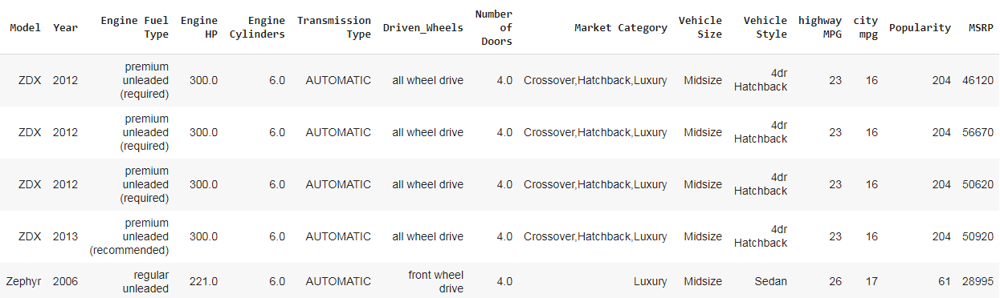 Model Year Engine Fuel Type Engine HP Engine Cylinders Transmission Type Driven_Wheels Number of Doors Market Category Vehicle Size Vehicle Style highway MPG city mpg Popularity MSRP
ZDX 2012 premium unleaded (required) 300.0 6.0 AUTOMATIC all wheel drive 4.0 Crossover,Hatchback,Luxury Midsize 4dr Hatchback 23 16 204 46120
ZDX 2012 premium unleaded (required) 300.0 6.0 AUTOMATIC all wheel drive 4.0 Crossover,Hatchback,Luxury Midsize 4dr Hatchback 23 16 204 56670
ZDX 2012 premium unleaded (required) 300.0 6.0 AUTOMATIC all wheel drive 4.0 Crossover,Hatchback,Luxury Midsize 4dr Hatchback 23 16 204 50620
ZDX 2013 premium unleaded (recommended) 300.0 6.0 AUTOMATIC all wheel drive 4.0 Crossover,Hatchback,Luxury Midsize 4dr Hatchback 23 16 204 50920
Zephyr 2006 regular unleaded 221.0 6.0 AUTOMATIC front wheel drive 4.0 Luxury Midsize Sedan 26 17 61 28995